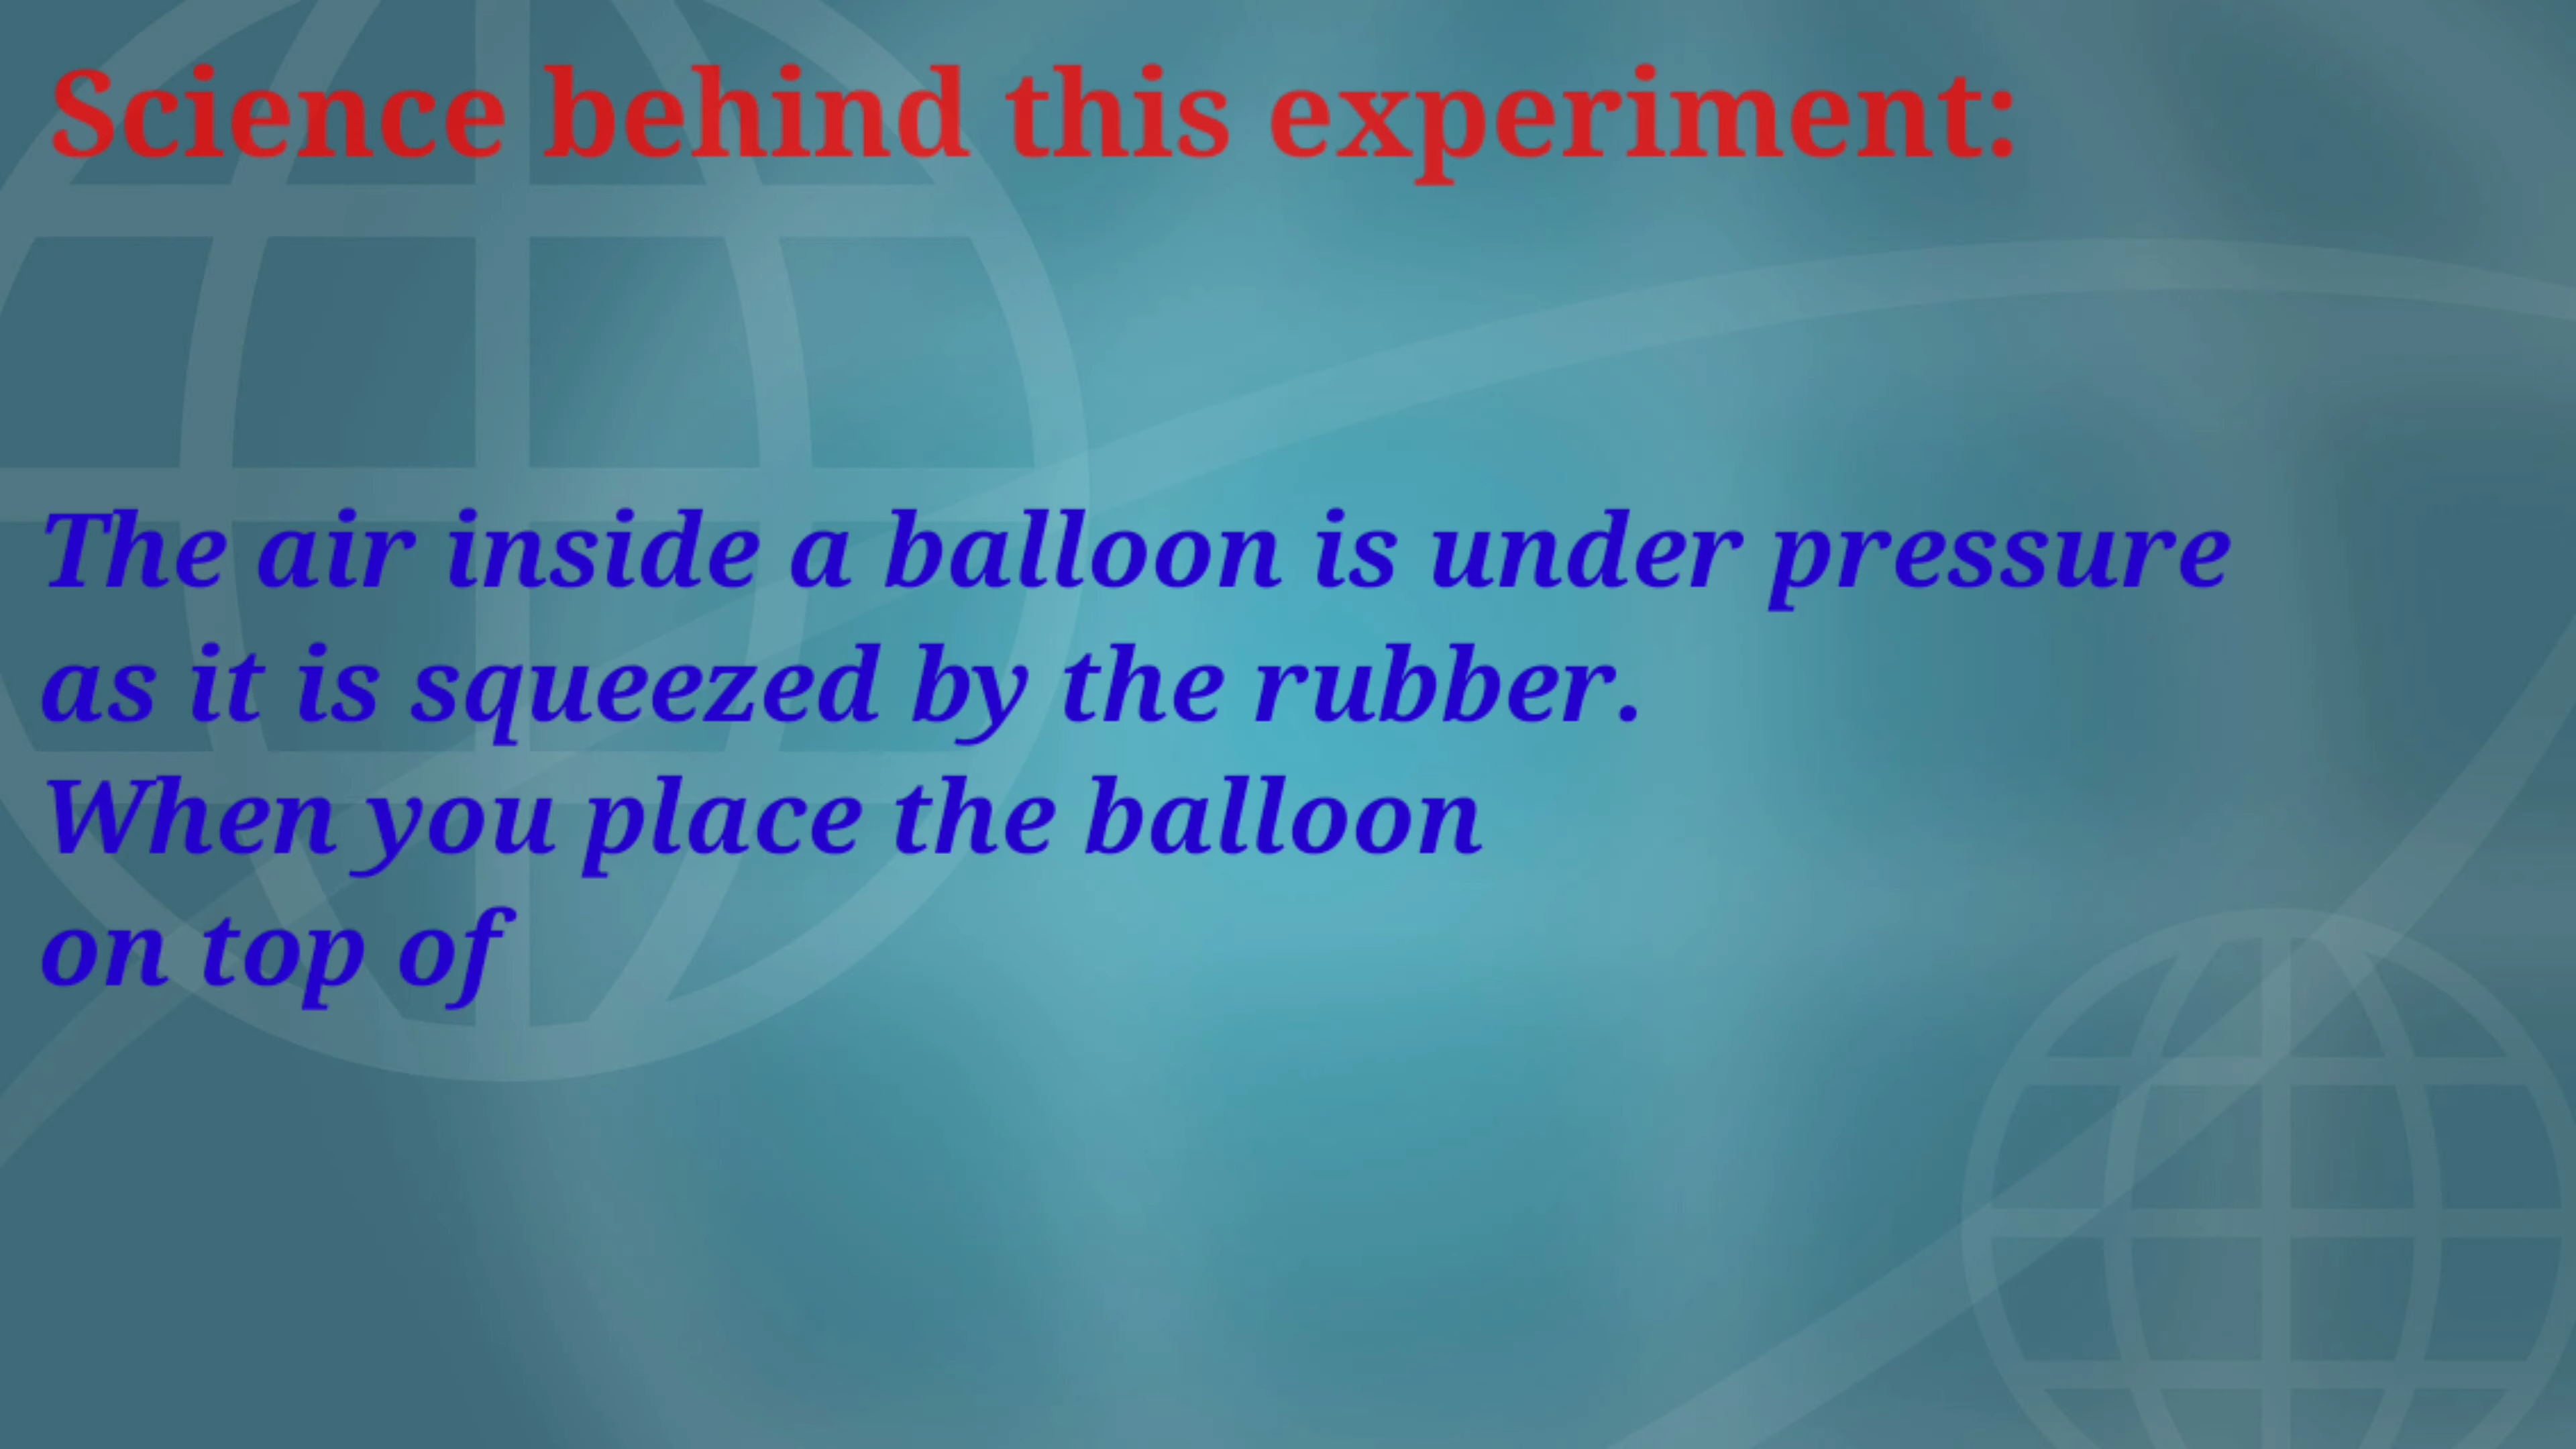 Science behind this experiment:
The air inside a balloon is under pressure
as it is squeezed by the rubber.
When you place the balloon
on top of